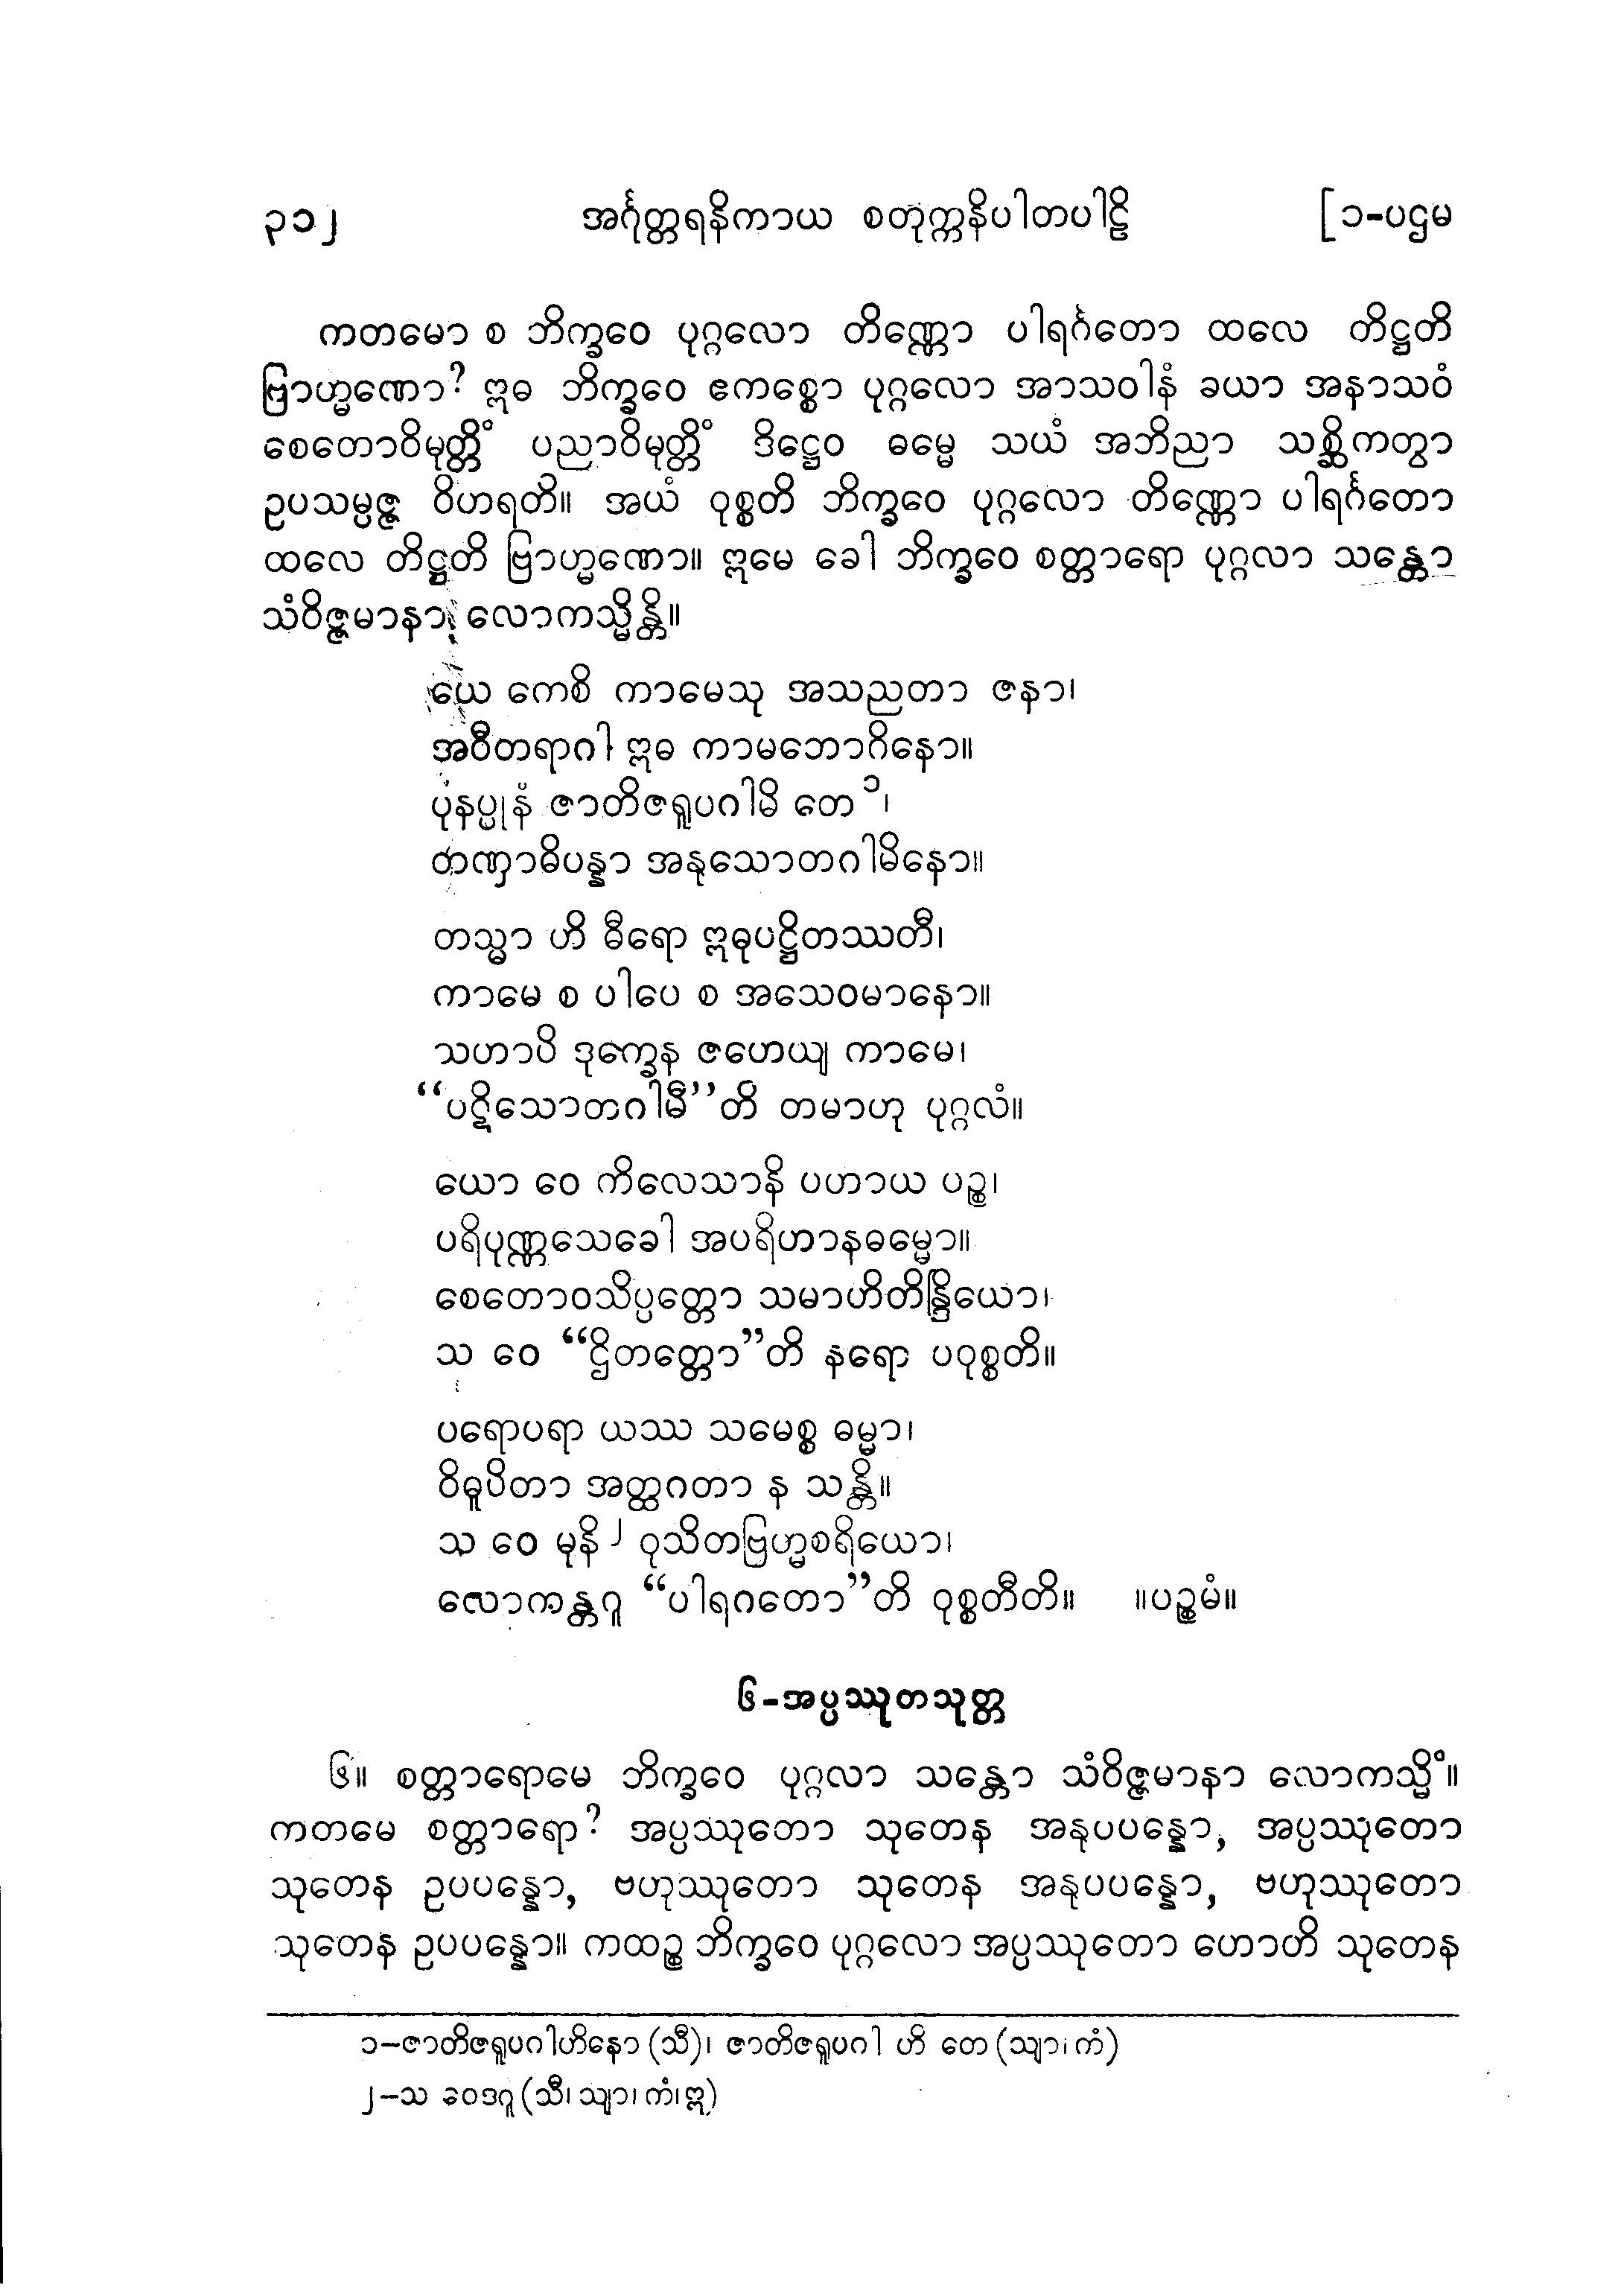 ၃၁၂ အင်္ဂုတ္တရနိကာယ စတုက္ကနိပါတပါဠိ [၁-ပဌမ
ကတမော စ ဘိက္ခဝေ ပုဂ္ဂလော တိဏ္ဏော ပါရင်္ဂတော ထလေ တိဋ္ဌတိ
ဗြာဟ္မဏော? ဣဓ ဘိက္ခဝေ ဧကစ္စော ပုဂ္ဂလော အာသဝါနံ ခယာ အနာသဝံ
စေတောဝိမုတ္တိံ ပညာဝိမုတ္တိံ ဒိဋ္ဌေဝ ဓမ္မေ သယံ အဘိညာ သစ္ဆိကတွာ
ဥပသမ္ပဇ္ဇ ဝိဟရတိ။ အယံ ဝုစ္စတိ ဘိက္ခဝေ ပုဂ္ဂလော တိဏ္ဏော ပါရင်္ဂတော
ထလေ တိဋ္ဌတိ ဗြာဟ္မဏော။ ဣမေ ခေါ ဘိက္ခဝေ စတ္တာရော ပုဂ္ဂလာ သန္တော
သံဝိဇ္ဇမာနာ လောကသ္မိန္တိ။
ယေ ကေစိ ကာမေသု အသညတာ ဇနာ၊
အဝီတရာဂါ ဣဓ ကာမဘောဂိနော။
ပုနပ္ပုနံ ဇာတိဇရူပဂါမိ တေ ၁၊
တဏှာဓိပန္နာ အနုသောတဂါမိနော။
တသ္မာ ဟိ ဓီရော ဣဓုပဋ္ဌိတဿတီ၊
ကာမေ စ ပါပေ စ အသေဝမာနော။
သဟာပိ ဒုက္ခေန ဇဟေယျ ကာမေ၊
“ပဋိသောတဂါမီ”တိ တမာဟု ပုဂ္ဂလံ။
ယော ဝေ ကိလေသာနိ ပဟာယ ပဉ္စ၊
ပရိပုဏ္ဏသေခေါ အပရိဟာနဓမ္မော။
စေတောဝသိပ္ပတ္တော သမာဟိတိန္ဒြိယော၊
သ ဝေ “ဌိတတ္တော”တိ နရော ပဝုစ္စတိ။
ပရောပရာ ယဿ သမေစ္စ ဓမ္မာ၊
ဝိဓူပိတာ အတ္ထဂတာ န သန္တိ။
သ ဝေ မုနိ ၂ ဝုသိတဗြဟ္မစရိယော၊
လောကန္တဂူ “ပါရဂတော”တိ ဝုစ္စတီတိ။ ။ပဉ္စမံ။
၆-အပ္ပဿုတသုတ္တ
၆။ စတ္တာရောမေ ဘိက္ခဝေ ပုဂ္ဂလာ သန္တော သံဝိဇ္ဇမာနာ လောကသ္မိံ။
ကတမေ စတ္တာရော? အပ္ပဿုတော သုတေန အနုပပန္နော, အပ္ပဿုတော
သုတေန ဥပပန္နော, ဗဟုဿုတော သုတေန အနုပပန္နော, ဗဟုဿုတော
သုတေန ဥပပန္နော။ ကထဉ္စ ဘိက္ခဝေ ပုဂ္ဂလော အပ္ပဿုတော ဟောတိ သုတေန
၁-ဇာတိဇရူပဂါဟိနော (သီ)၊ ဇာတိဇရူပဂါ ဟိ တေ (သျာ၊ ကံ)
၂-သ ဝေဒဂူ (သီ၊ သျာ၊ ကံ၊ ဣ)